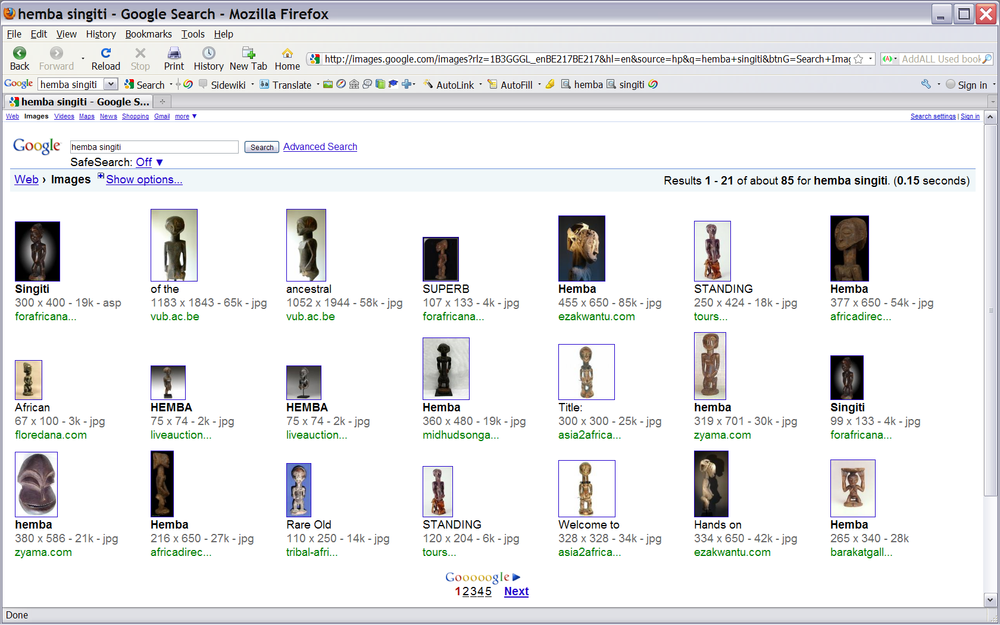 hemba singiti - Google Search - Mozilla Firefox
File Edit View History Bookmarks Tools Help
Back Forward Reload Stop Print History New Tab Home http://images.google.com/images?rlz=1B3GGGL_enBE217BE217&hl=en&source=hp&q=hemba+singiti&btnG=Search+Imag AddALL Used book
Google hemba singiti Search Sidewiki Translate AutoLink AutoFill hemba singiti Sign in
hemba singiti - Google S...
Web Images Videos Maps News Shopping Gmail more ▼ Search settings | Sign in
Google hemba singiti Search Advanced Search
SafeSearch: Off ▼
Web › Images Show options... Results 1 - 21 of about 85 for hemba singiti. (0.15 seconds)
Singiti of the ancestral SUPERB Hemba STANDING Hemba
300 x 400 - 19k - asp 1183 x 1843 - 65k - jpg 1052 x 1944 - 58k - jpg 107 x 133 - 4k - jpg 455 x 650 - 85k - jpg 250 x 424 - 18k - jpg 377 x 650 - 54k - jpg
forafricana... vub.ac.be vub.ac.be forafricana... ezakwantu.com tours... africadirec...
African HEMBA HEMBA Hemba Title: hemba Singiti
67 x 100 - 3k - jpg 75 x 74 - 2k - jpg 75 x 74 - 2k - jpg 360 x 480 - 19k - jpg 300 x 300 - 25k - jpg 319 x 701 - 30k - jpg 99 x 133 - 4k - jpg
floredana.com liveauction... liveauction... midhudsonga... asia2africa... zyama.com forafricana...
hemba Hemba Rare Old STANDING Welcome to Hands on Hemba
380 x 586 - 21k - jpg 216 x 650 - 27k - jpg 110 x 250 - 14k - jpg 120 x 204 - 6k - jpg 328 x 328 - 34k - jpg 334 x 650 - 42k - jpg 265 x 340 - 28k
zyama.com africadirec... tribal-afri... tours... asia2africa... ezakwantu.com barakatgall...
Gooooogle
1 2 3 4 5 Next
Done